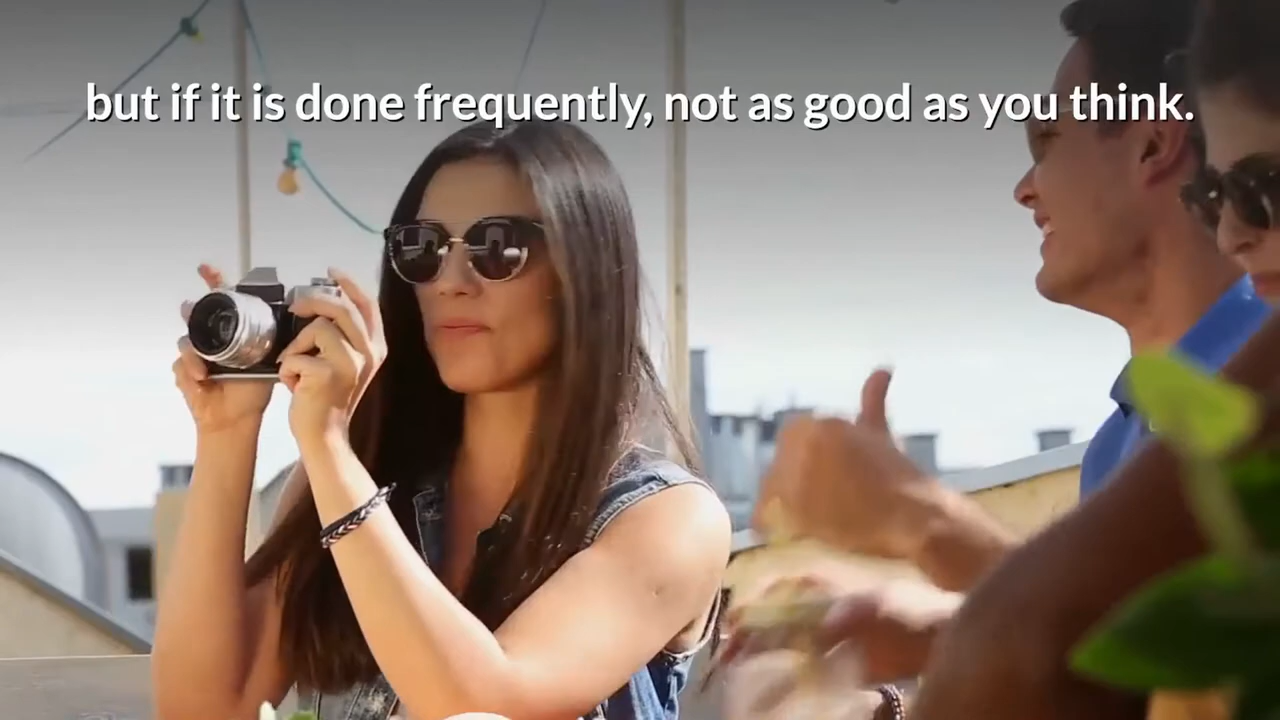 but if it is done frequently, not as good as you think.